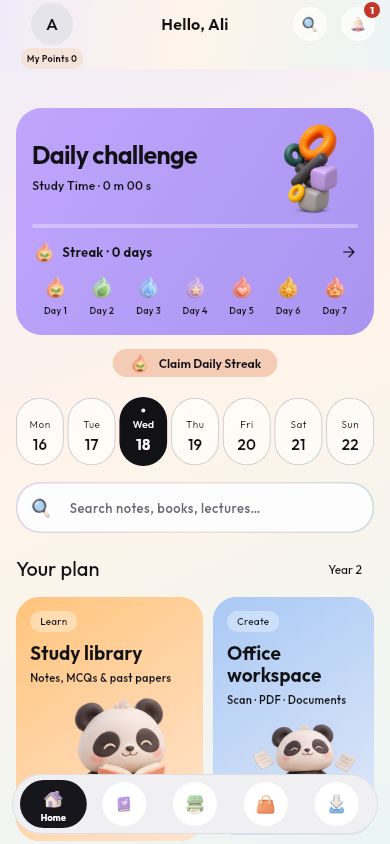 A
Hello, Ali
1
My Points 0
Daily challenge
Study Time · 0 m 00 s
Streak · 0 days
Day 1 Day 2 Day 3 Day 4 Day 5 Day 6 Day 7
Claim Daily Streak
Mon Tue Wed Thu Fri Sat Sun
16 17 18 19 20 21 22
Search notes, books, lectures...
Your plan
Year 2
Learn
Study library
Notes, MCQs & past papers
Create
Office
workspace
Scan · PDF · Documents
Home